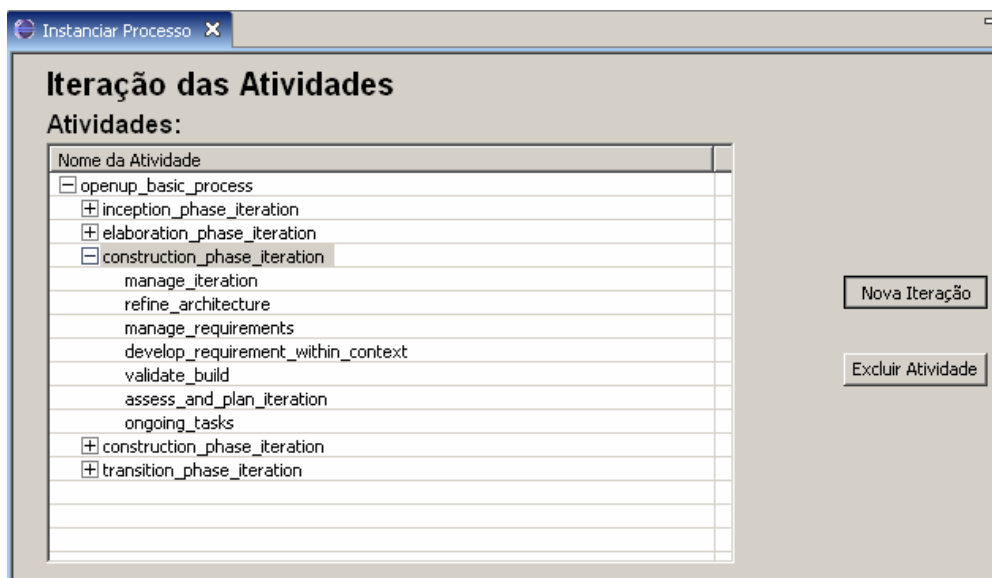 Instanciar Processo
Iteração das Atividades
Atividades:
Nome da Atividade
openup_basic_process
inception_phase_iteration
elaboration_phase_iteration
construction_phase_iteration
manage_iteration
refine_architecture
manage_requirements
develop_requirement_within_context
validate_build
assess_and_plan_iteration
ongoing_tasks
construction_phase_iteration
transition_phase_iteration
Nova Iteração
Excluir Atividade